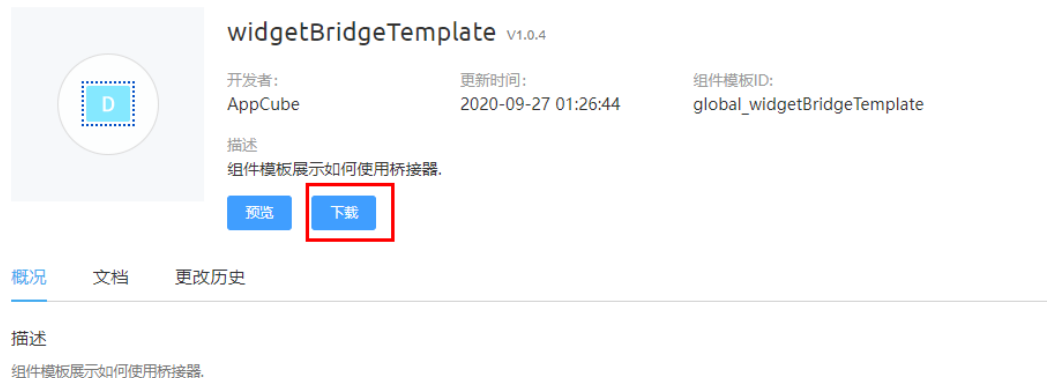 widgetBridgeTemplate V1.0.4
D
开发者: 更新时间: 组件模板ID:
AppCube 2020-09-27 01:26:44 global_widgetBridgeTemplate
描述
组件模板展示如何使用桥接器.
预览 下载
概况 文档 更改历史
描述
组件模板展示如何使用桥接器.